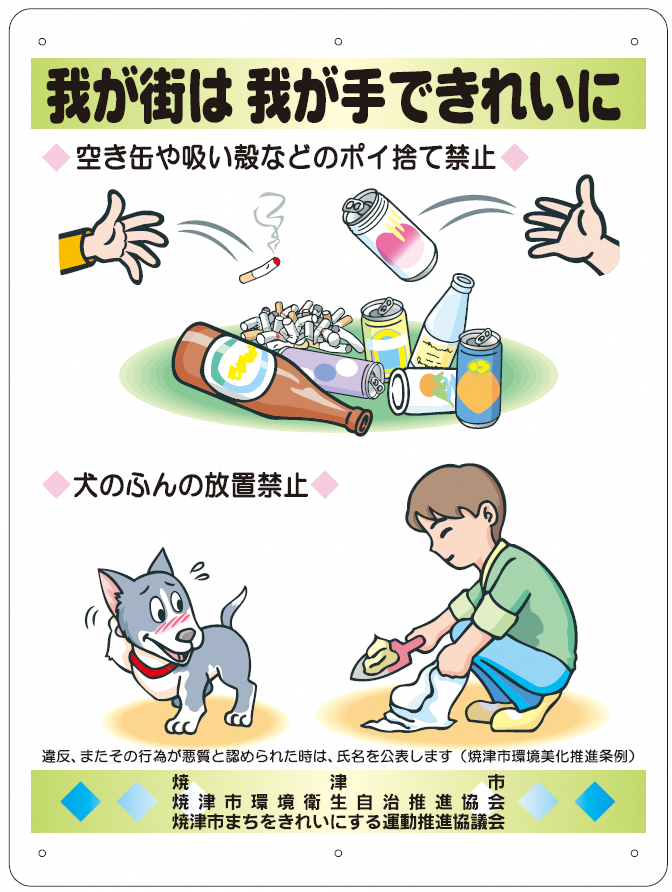 我が街は 我が手できれいに
空き缶や吸い殻などのポイ捨て禁止
犬のふんの放置禁止
違反、またその行為が悪質と認められた時は、氏名を公表します（焼津市環境美化推進条例）
焼津市
焼津市環境衛生自治推進協会
焼津市まちをきれいにする運動推進協議会